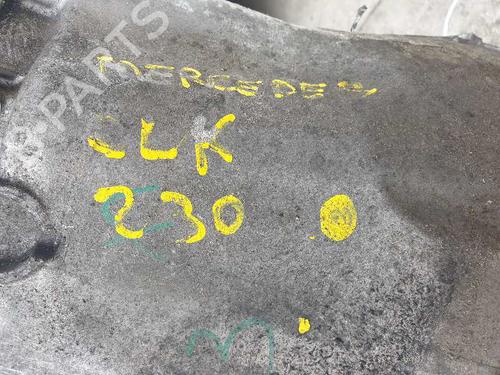 MERCEDES
CLK
230
B-PARTS